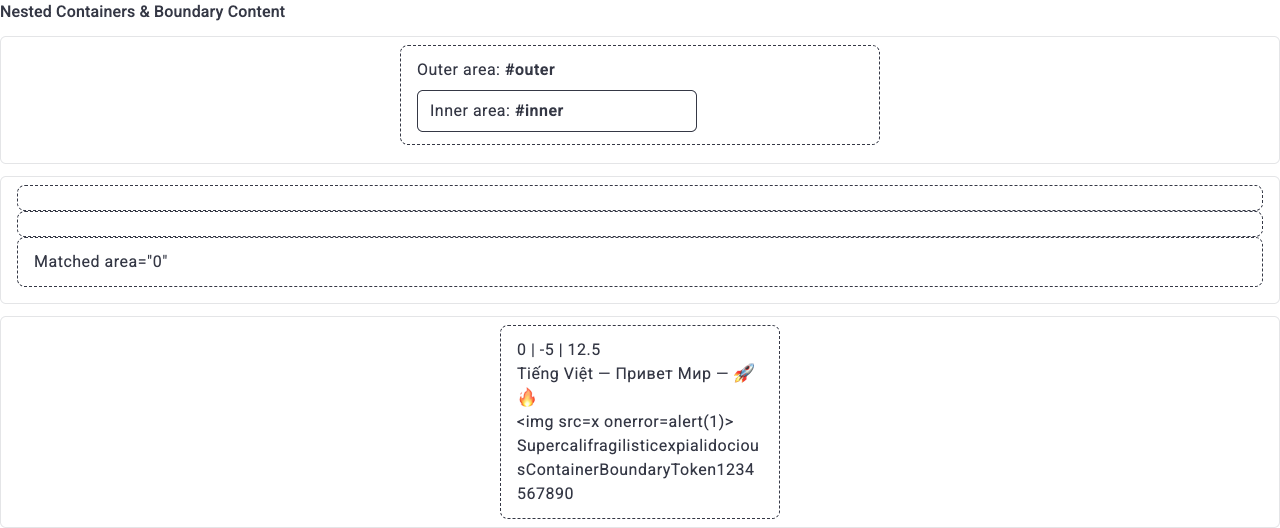 Nested Containers & Boundary Content
Outer area: #outer
Inner area: #inner
Matched area="0"
0 | -5 | 12.5
Tiếng Việt — Привет Мир — 🚀
🔥
<img src=x onerror=alert(1)>
Supercalifragilisticexpialidociou
sContainerBoundaryToken1234
567890